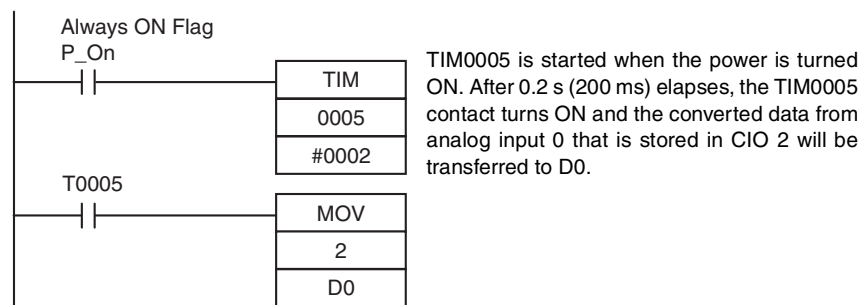 Always ON Flag
P_On
TIM
0005
#0002
TIM0005 is started when the power is turned
ON. After 0.2 s (200 ms) elapses, the TIM0005
contact turns ON and the converted data from
analog input 0 that is stored in CIO 2 will be
transferred to D0.
T0005
MOV
2
D0